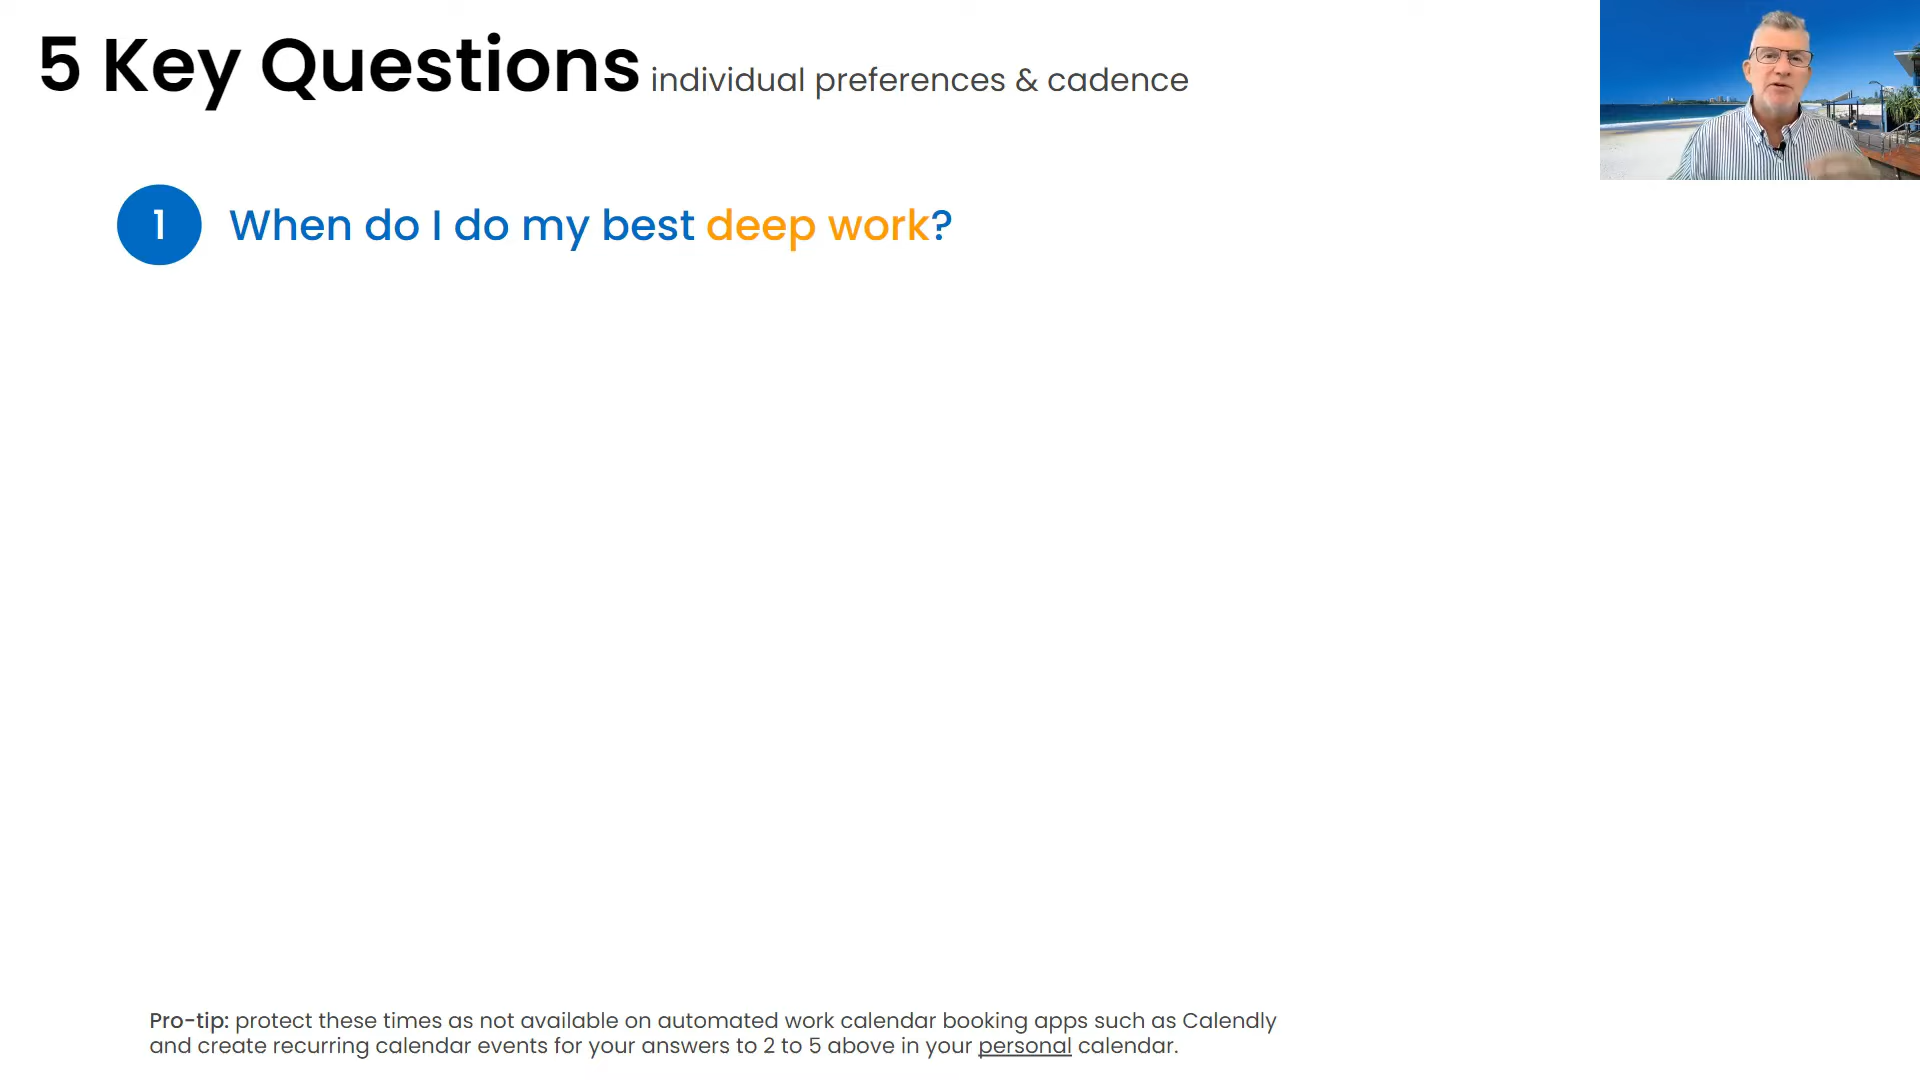 5 Key Questions individual preferences & cadence
1 When do I do my best deep work?
Pro-tip: protect these times as not available on automated work calendar booking apps such as Calendly
and create recurring calendar events for your answers to 2 to 5 above in your personal calendar.